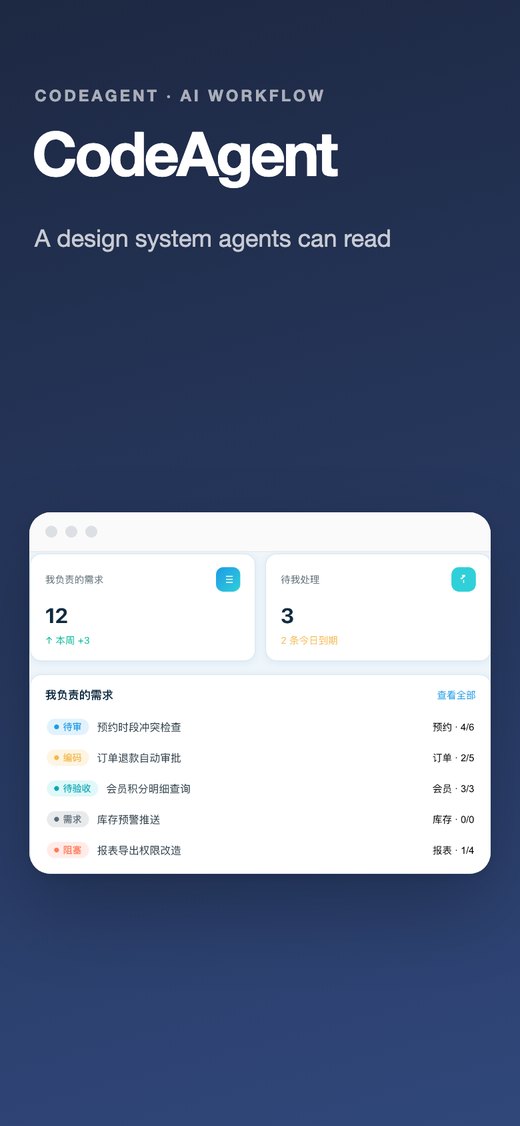 CODEAGENT · AI WORKFLOW
CodeAgent
A design system agents can read
我负责的需求
12
↑ 本周 +3
待我处理
3
2 条今日到期
我负责的需求 查看全部
待审 预约时段冲突检查 预约 · 4/6
编码 订单退款自动审批 订单 · 2/5
待验收 会员积分明细查询 会员 · 3/3
需求 库存预警推送 库存 · 0/0
阻塞 报表导出权限改造 报表 · 1/4